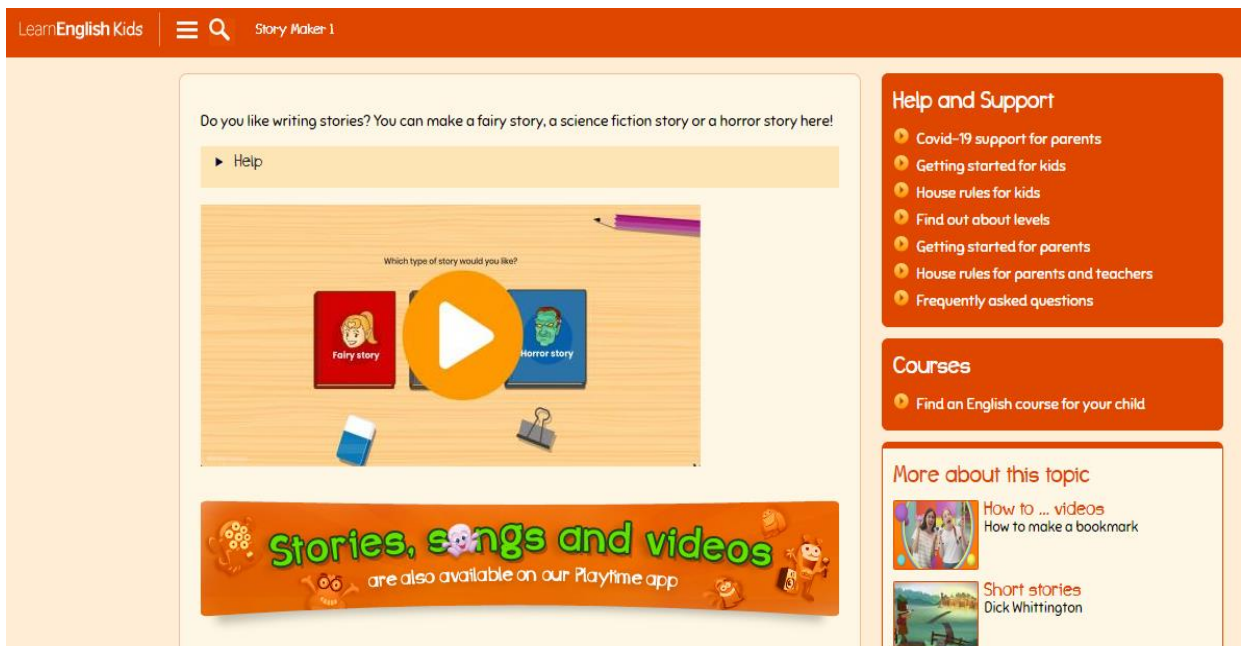 LearnEnglish Kids
Story Maker 1
Do you like writing stories? You can make a fairy story, a science fiction story or a horror story here!
Help
Which type of story would you like?
Fairy story
Horror story
Stories, songs and videos
are also available on our Playtime app
Help and Support
Covid-19 support for parents
Getting started for kids
House rules for kids
Find out about levels
Getting started for parents
House rules for parents and teachers
Frequently asked questions
Courses
Find an English course for your child
More about this topic
How to ... videos
How to make a bookmark
Short stories
Dick Whittington